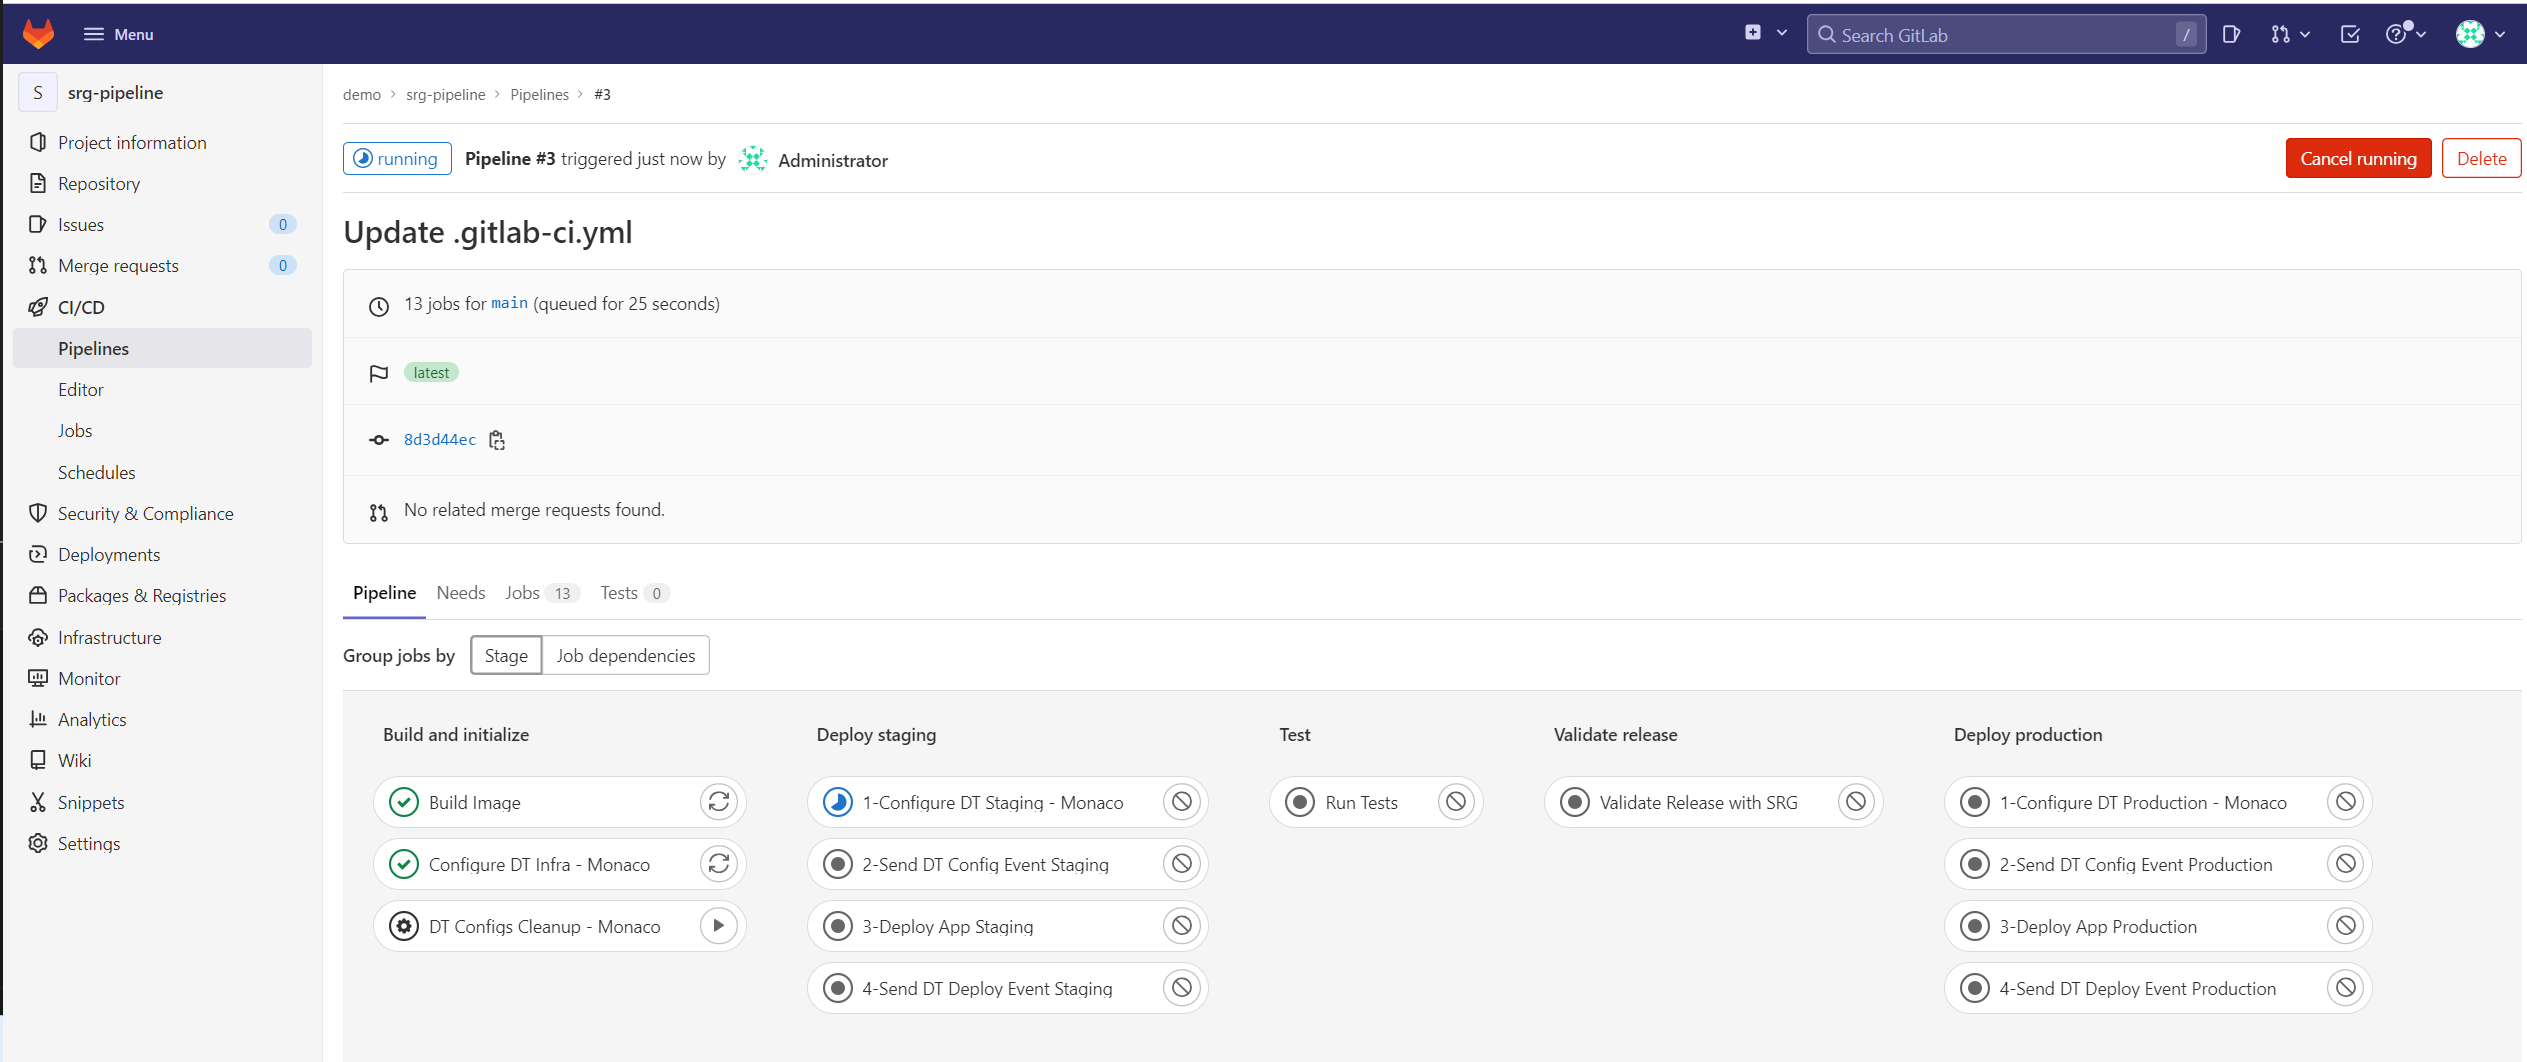 Menu
Search GitLab
/
S
srg-pipeline
Project information
Repository
Issues
0
Merge requests
0
CI/CD
Pipelines
Editor
Jobs
Schedules
Security & Compliance
Deployments
Packages & Registries
Infrastructure
Monitor
Analytics
Wiki
Snippets
Settings
demo > srg-pipeline > Pipelines > #3
running Pipeline #3 triggered just now by Administrator
Cancel running
Delete
Update .gitlab-ci.yml
13 jobs for main (queued for 25 seconds)
latest
8d3d44ec
No related merge requests found.
Pipeline Needs Jobs 13 Tests 0
Group jobs by Stage Job dependencies
Build and initialize
Build Image
Configure DT Infra - Monaco
DT Configs Cleanup - Monaco
Deploy staging
1-Configure DT Staging - Monaco
2-Send DT Config Event Staging
3-Deploy App Staging
4-Send DT Deploy Event Staging
Test
Run Tests
Validate release
Validate Release with SRG
Deploy production
1-Configure DT Production - Monaco
2-Send DT Config Event Production
3-Deploy App Production
4-Send DT Deploy Event Production